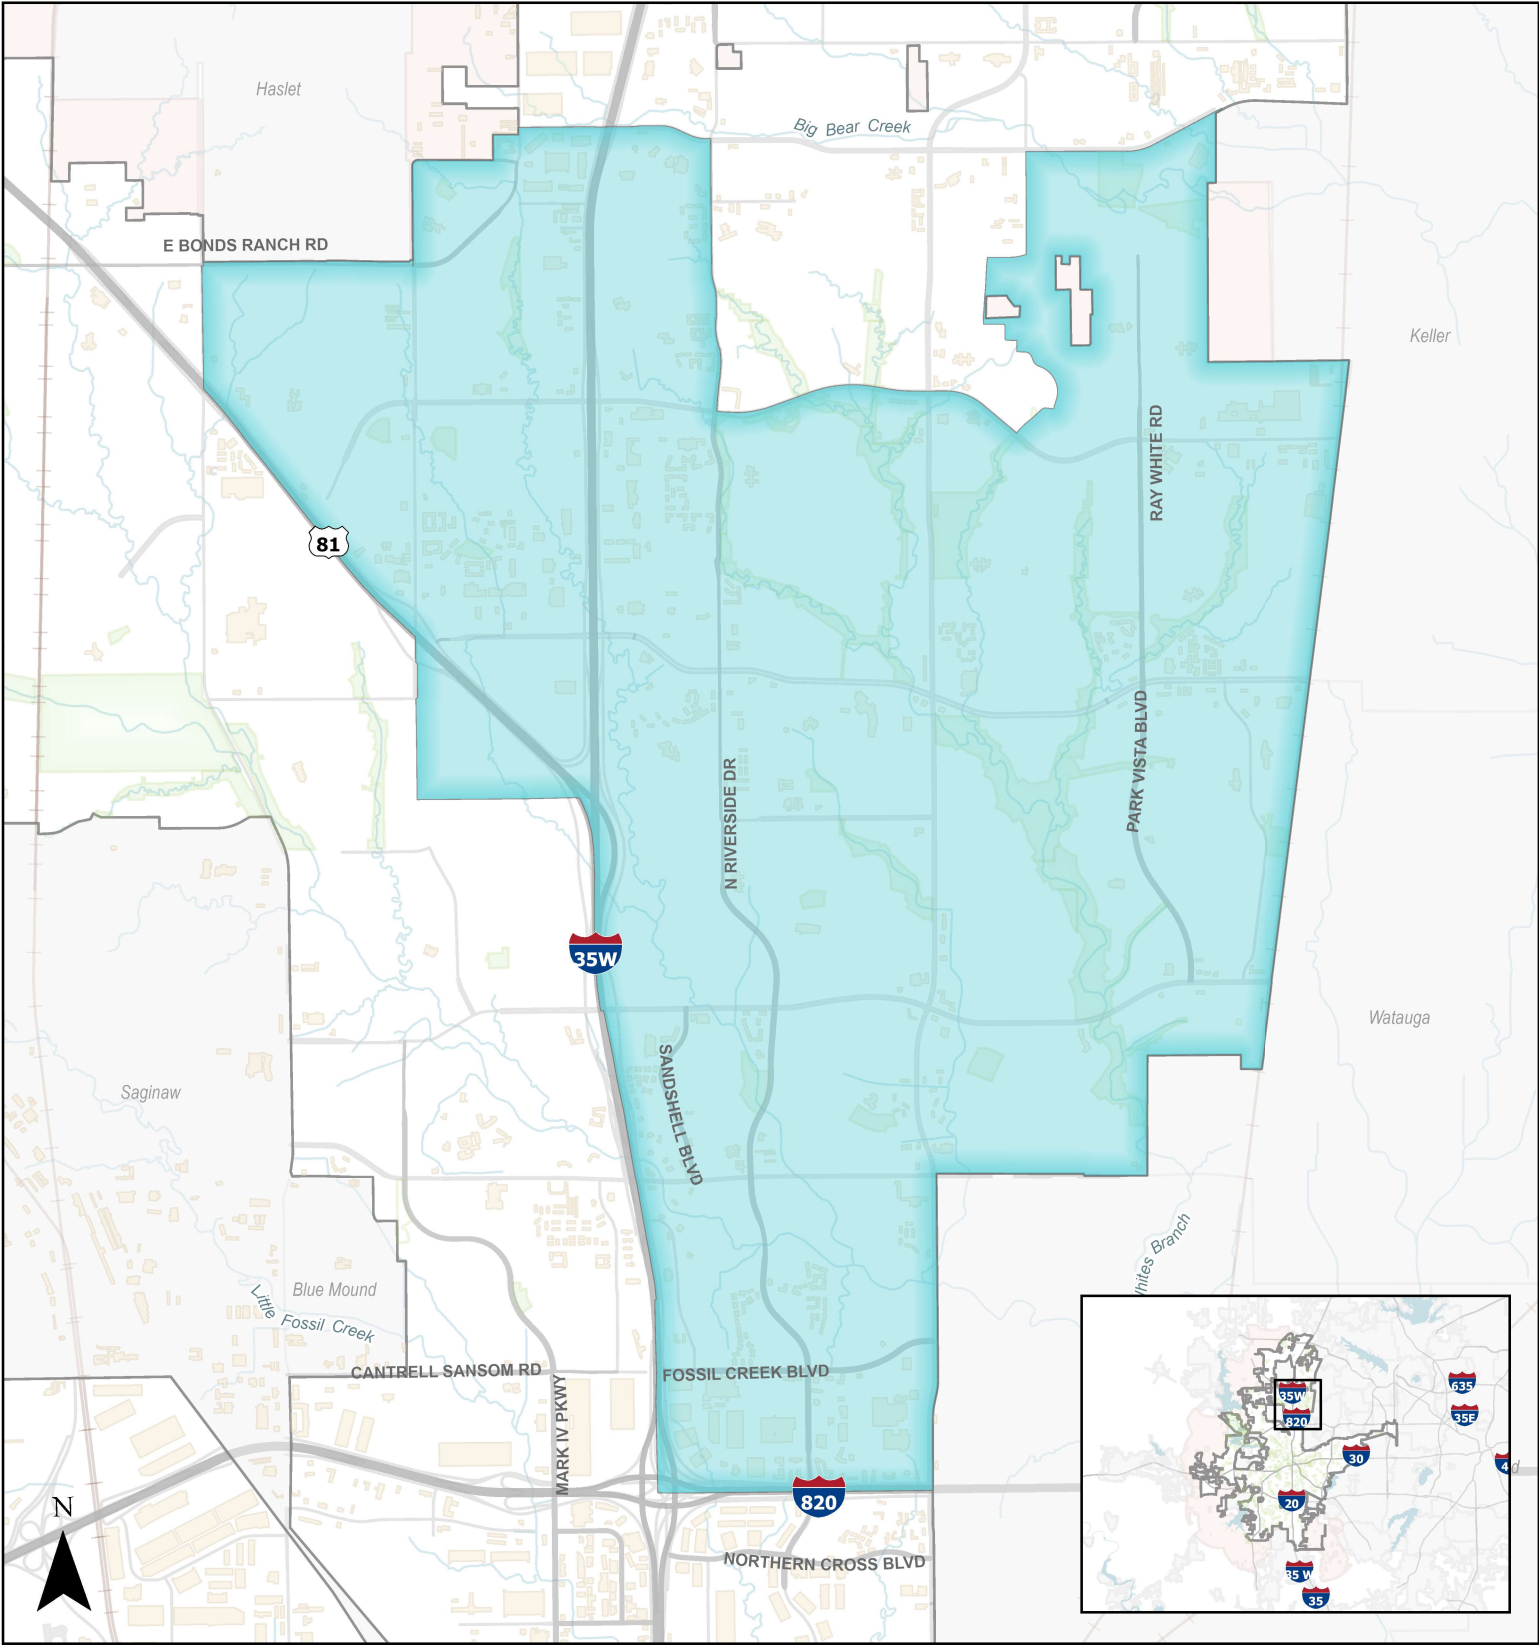 Haslet
Big Bear Creek
E BONDS RANCH RD
Keller
RAY WHITE RD
81
PARK VISTA BLVD
N RIVERSIDE DR
35W
Watauga
SANDSHELL BLVD
Saginaw
Whites Branch
Blue Mound
Little Fossil Creek
CANTRELL SANSOM RD
FOSSIL CREEK BLVD
MARK IV PKWY
820
N
NORTHERN CROSS BLVD
35W
820
635
35E
30
20
35 W
35